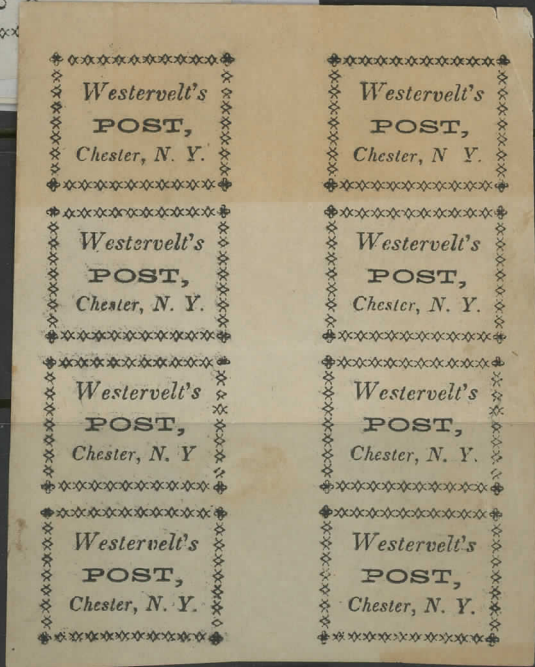 Westervelt's
POST,
Chester, N. Y.
Westervelt's
POST,
Chester, N Y.
Westervelt's
POST,
Chester, N. Y.
Westervelt's
POST,
Chester, N. Y.
Westervelt's
POST,
Chester, N. Y
Westervelt's
POST,
Chester, N. Y.
Westervelt's
POST,
Chester, N. Y.
Westervelt's
POST,
Chester, N. Y.